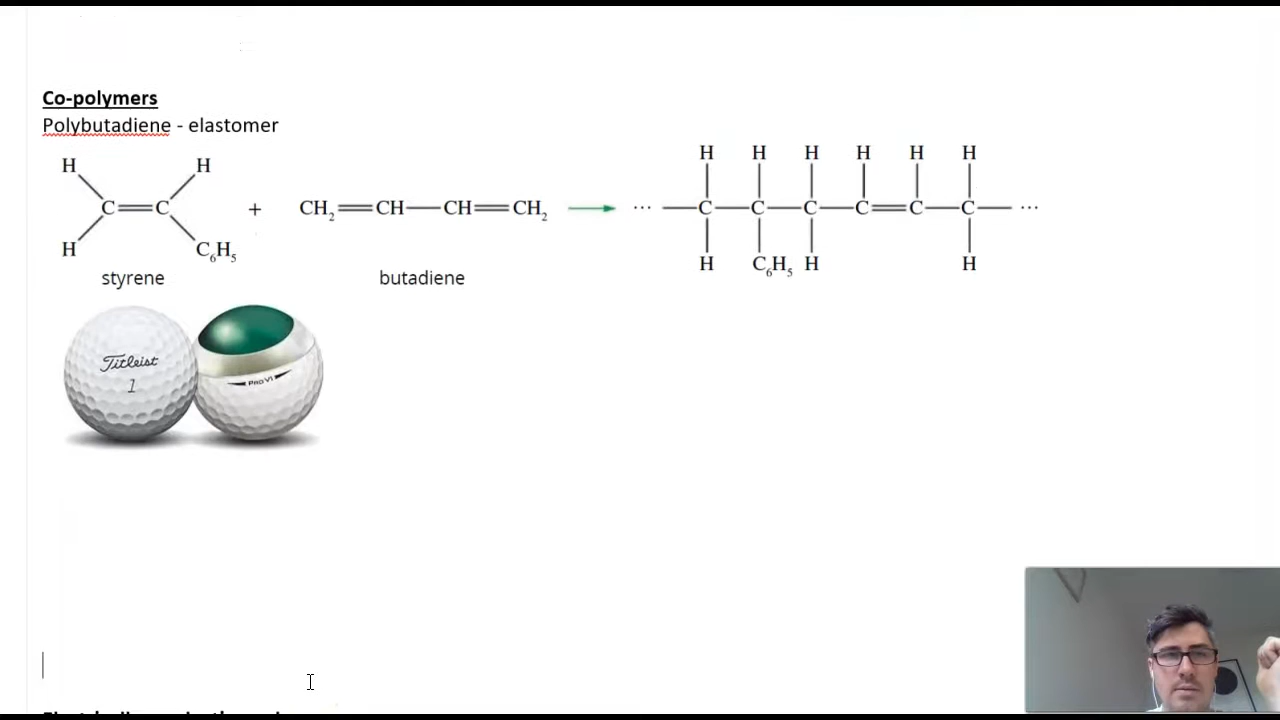 Co-polymers
Polybutadiene - elastomer
H H H H H H H H
C C + CH₂ CH CH CH₂ ... C C C C C C ...
H C₆H₅ H C₆H₅ H H
styrene butadiene
Titleist
1
PRO V1